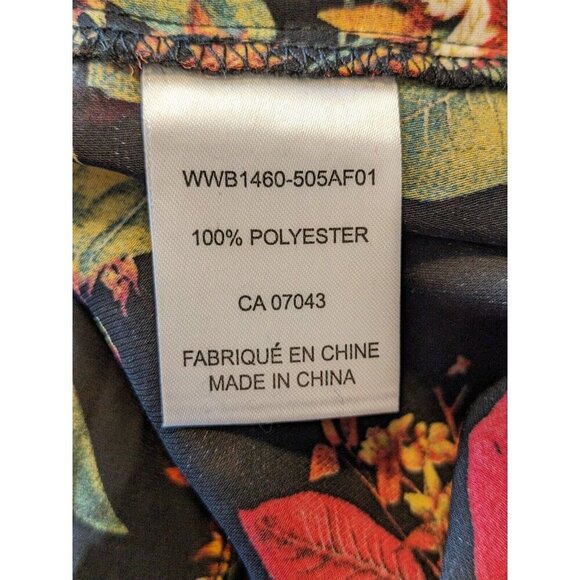 WWB1460-505AF01
100% POLYESTER
CA 07043
FABRIQUÉ EN CHINE
MADE IN CHINA